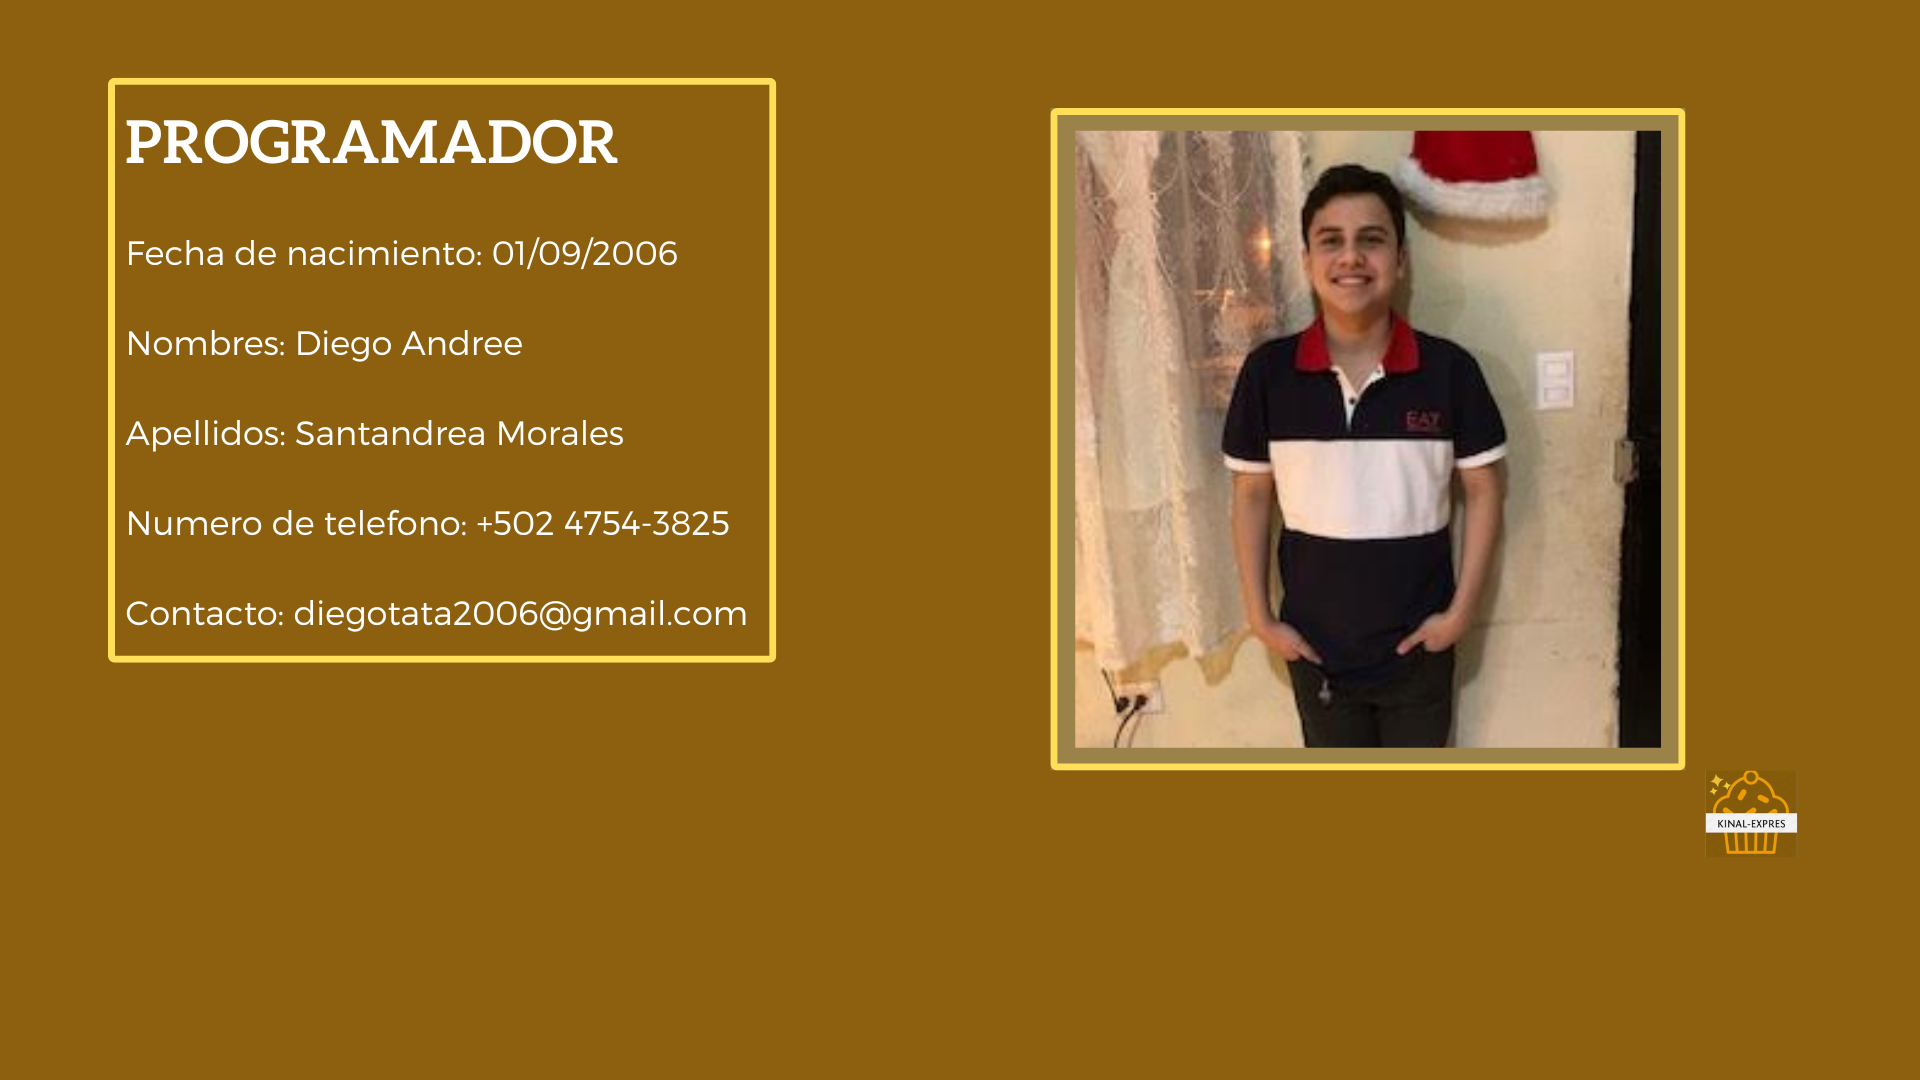 PROGRAMADOR
Fecha de nacimiento: 01/09/2006
Nombres: Diego Andree
Apellidos: Santandrea Morales
Numero de telefono: +502 4754-3825
Contacto: diegotata2006@gmail.com
EA7
KINAL-EXPRES